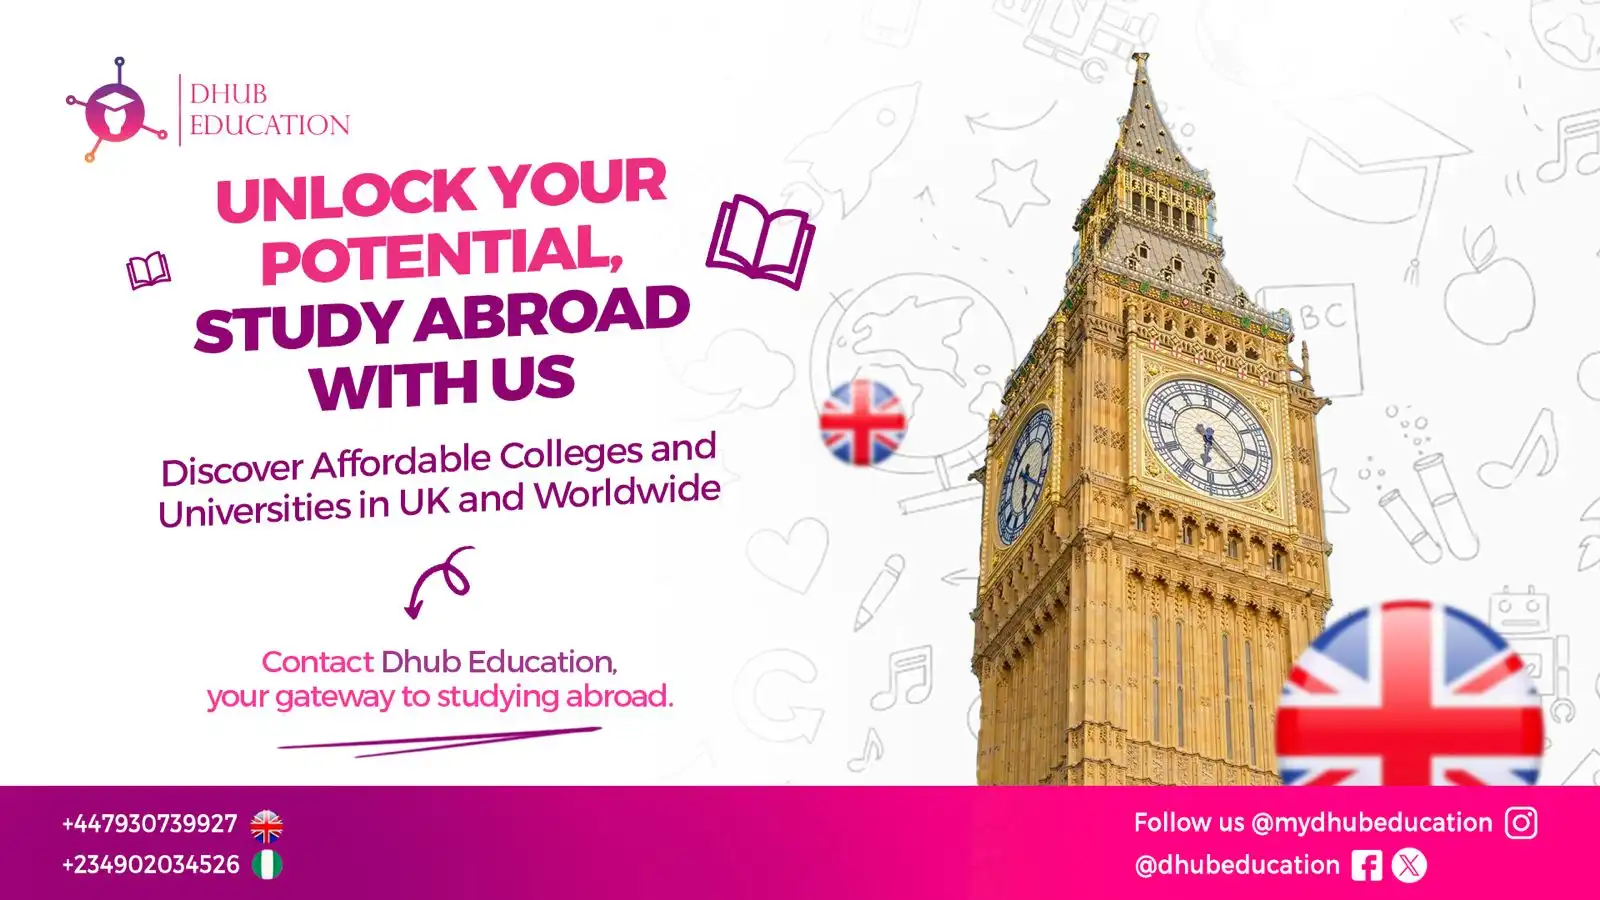 DHUB
EDUCATION
UNLOCK YOUR
POTENTIAL,
STUDY ABROAD
WITH US
Discover Affordable Colleges and
Universities in UK and Worldwide
Contact Dhub Education,
your gateway to studying abroad.
BC
+447930739927
+234902034526
Follow us @mydhubeducation
@dhubeducation